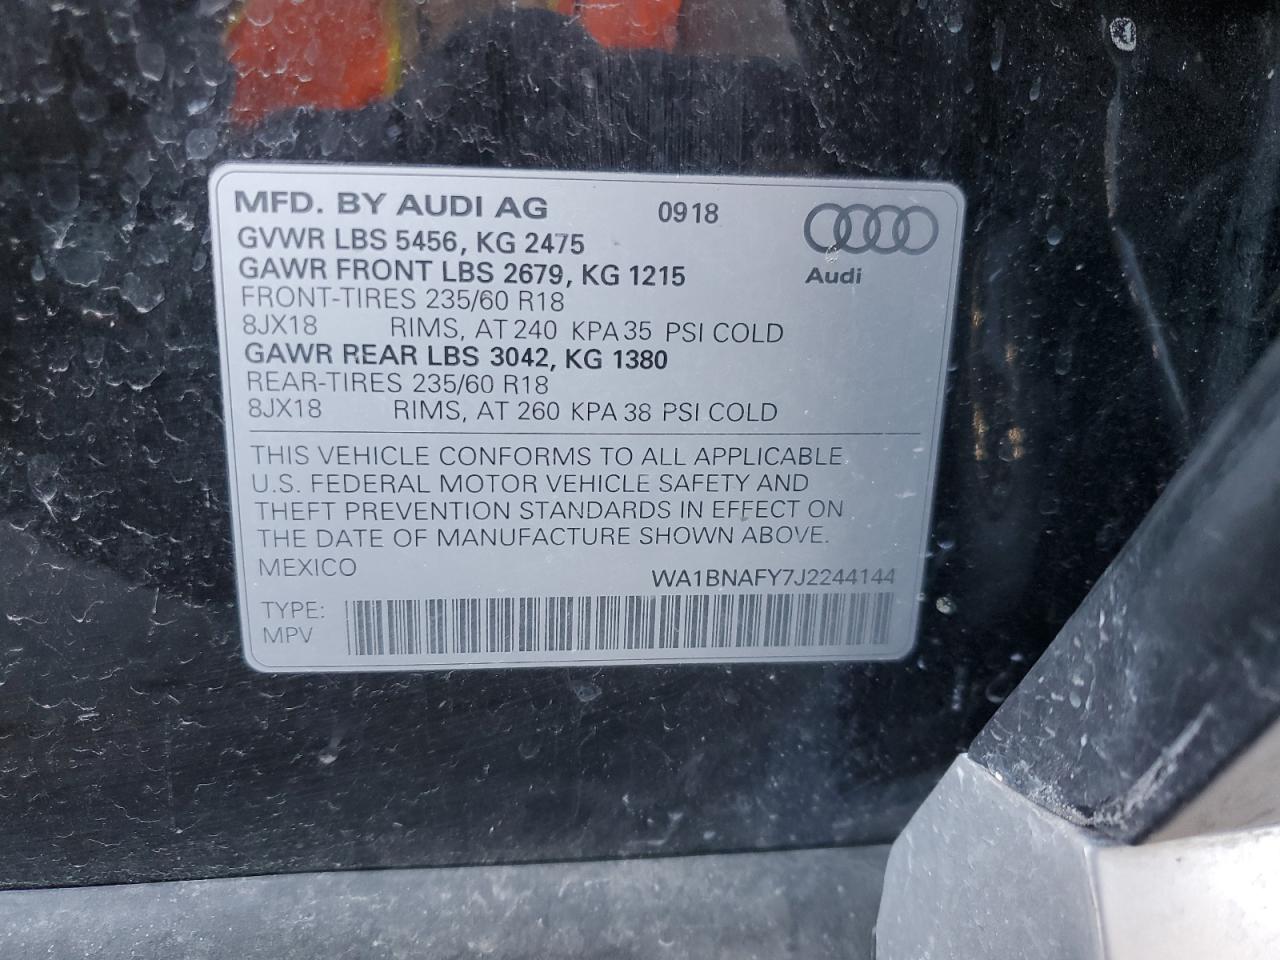 MFD. BY AUDI AG 0918
GVWR LBS 5456, KG 2475
GAWR FRONT LBS 2679, KG 1215
Audi
FRONT-TIRES 235/60 R18
8JX18 RIMS, AT 240 KPA 35 PSI COLD
GAWR REAR LBS 3042, KG 1380
REAR-TIRES 235/60 R18
8JX18 RIMS, AT 260 KPA 38 PSI COLD
THIS VEHICLE CONFORMS TO ALL APPLICABLE
U.S. FEDERAL MOTOR VEHICLE SAFETY AND
THEFT PREVENTION STANDARDS IN EFFECT ON
THE DATE OF MANUFACTURE SHOWN ABOVE.
MEXICO WA1BNAFY7J2244144
TYPE:
MPV